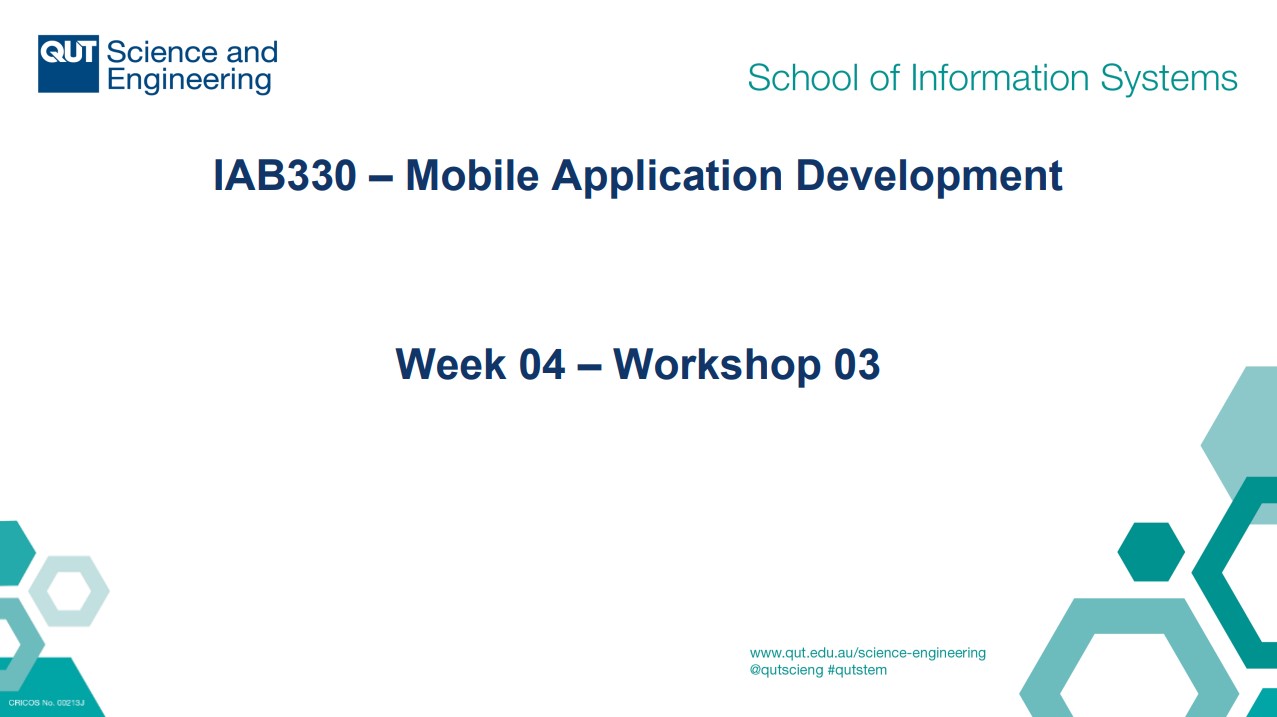 QUT Science and
Engineering
School of Information Systems
IAB330 – Mobile Application Development
Week 04 – Workshop 03
www.qut.edu.au/science-engineering
@qutscieng #qutstem
CRICOS No. 00213J